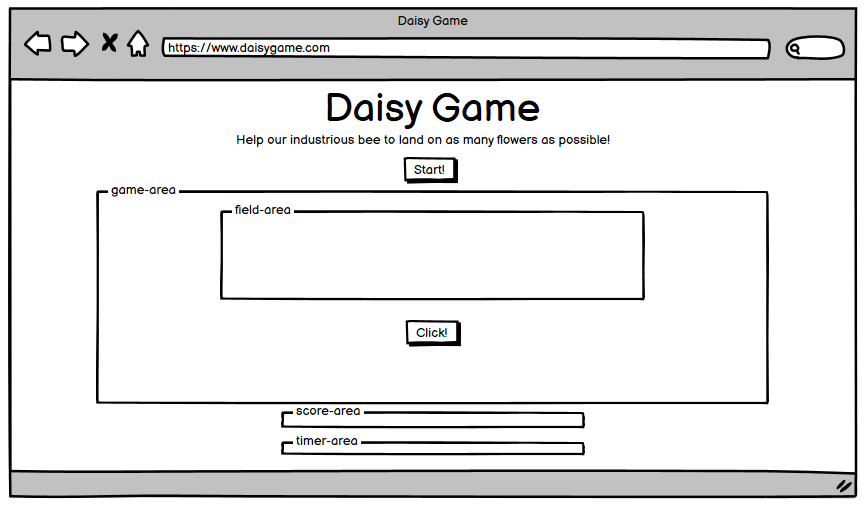 Daisy Game
https://www.daisygame.com
Daisy Game
Help our industrious bee to land on as many flowers as possible!
Start!
game-area
field-area
Click!
score-area
timer-area